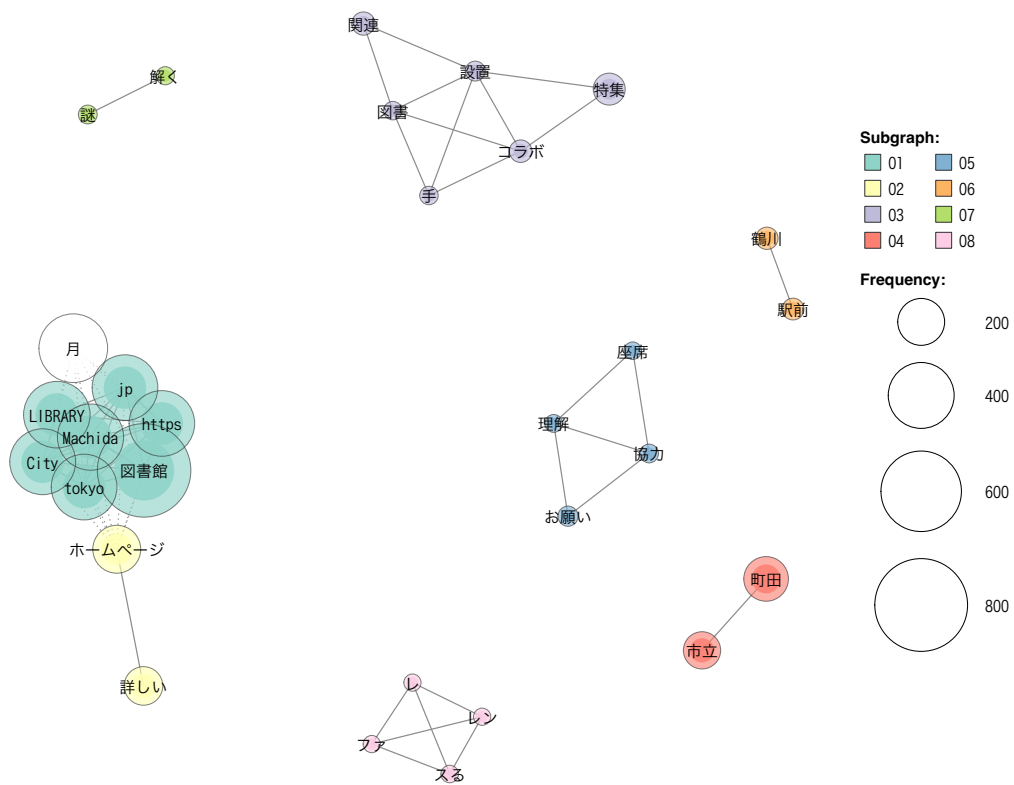 関連
設置
特集
図書
コラボ
手
解く
謎
鶴川
駅前
月
jp
LIBRARY
https
Machida
City
tokyo
図書館
ホームページ
詳しい
座席
理解
協力
お願い
町田
市立
レ
レン
ファ
スる
Subgraph:
01 05
02 06
03 07
04 08
Frequency:
200
400
600
800